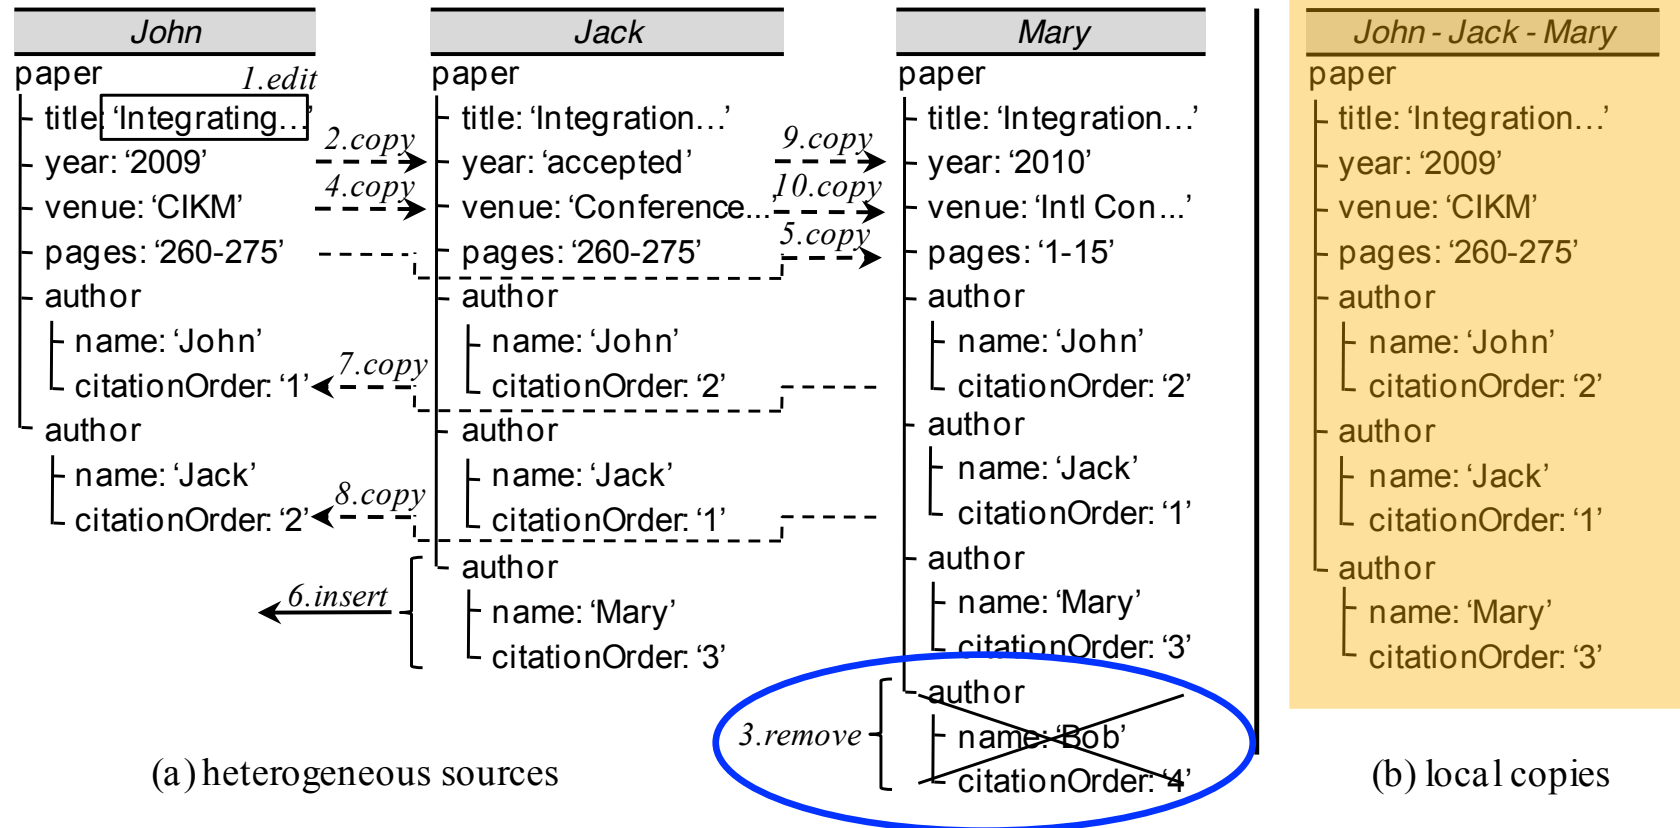 John
paper
1.edit
title: ‘Integrating...’
year: ‘2009’
venue: ‘CIKM’
pages: ‘260-275’
author
name: ‘John’
citationOrder: ‘1’
author
name: ‘Jack’
citationOrder: ‘2’
2.copy
4.copy
7.copy
8.copy
6.insert
Jack
paper
title: ‘Integration...’
year: ‘accepted’
venue: ‘Conference...’
pages: ‘260-275’
author
name: ‘John’
citationOrder: ‘2’
author
name: ‘Jack’
citationOrder: ‘1’
author
name: ‘Mary’
citationOrder: ‘3’
9.copy
10.copy
5.copy
3.remove
Mary
paper
title: ‘Integration...’
year: ‘2010’
venue: ‘Intl Con...’
pages: ‘1-15’
author
name: ‘John’
citationOrder: ‘2’
author
name: ‘Jack’
citationOrder: ‘1’
author
name: ‘Mary’
citationOrder: ‘3’
author
name: ‘Bob’
citationOrder: ‘4’
(a) heterogeneous sources
John - Jack - Mary
paper
title: ‘Integration...’
year: ‘2009’
venue: ‘CIKM’
pages: ‘260-275’
author
name: ‘John’
citationOrder: ‘2’
author
name: ‘Jack’
citationOrder: ‘1’
author
name: ‘Mary’
citationOrder: ‘3’
(b) local copies